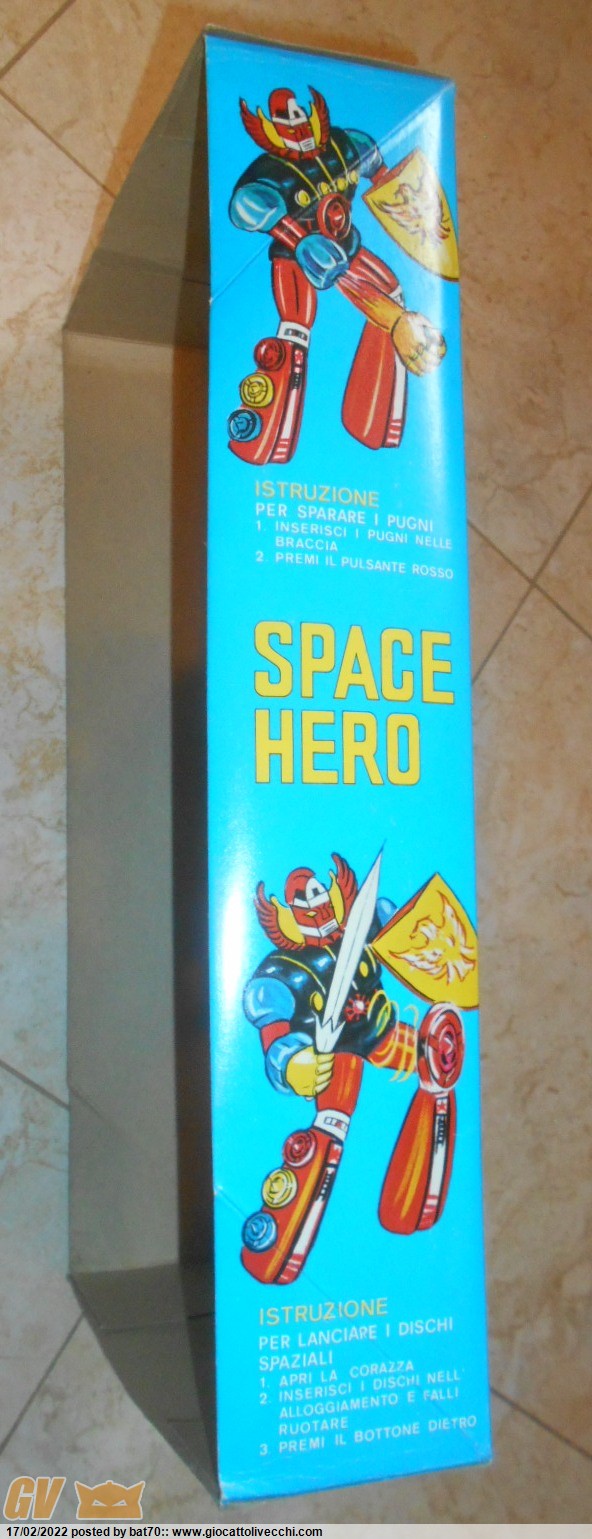 ISTRUZIONE
PER SPARARE I PUGNI
1. INSERISCI I PUGNI NELLE
BRACCIA
2. PREMI IL PULSANTE ROSSO
SPACE
HERO
ISTRUZIONE
PER LANCIARE I DISCHI
SPAZIALI
1. APRI LA CORAZZA
2. INSERISCI I DISCHI NELL'
ALLOGGIAMENTO E FALLI
RUOTARE
3 PREMI IL BOTTONE DIETRO
GV
17/02/2022 posted by bat70:: www.giocattolivecchi.com